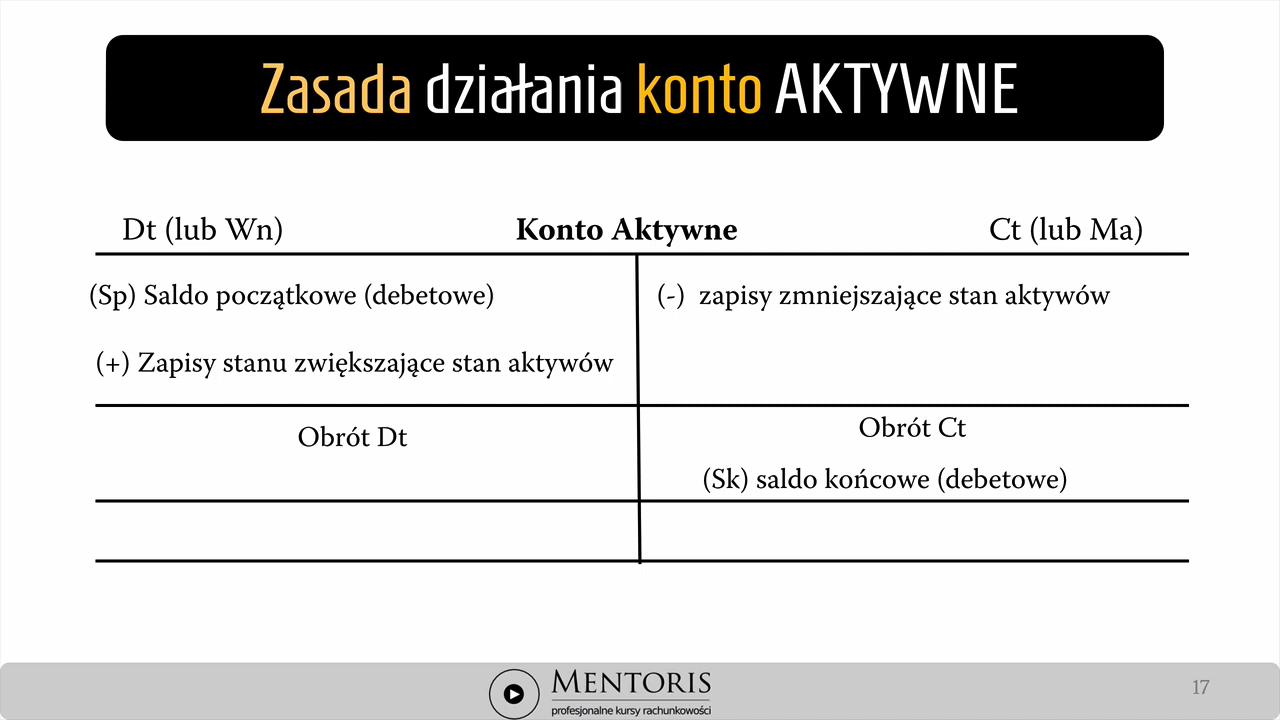 Zasada działania konto AKTYWNE
Dt (lub Wn) Konto Aktywne Ct (lub Ma)
(Sp) Saldo początkowe (debetowe) (-) zapisy zmniejszające stan aktywów
(+) Zapisy stanu zwiększające stan aktywów
Obrót Dt Obrót Ct
(Sk) saldo końcowe (debetowe)
MENTORIS
profesjonalne kursy rachunkowości
17